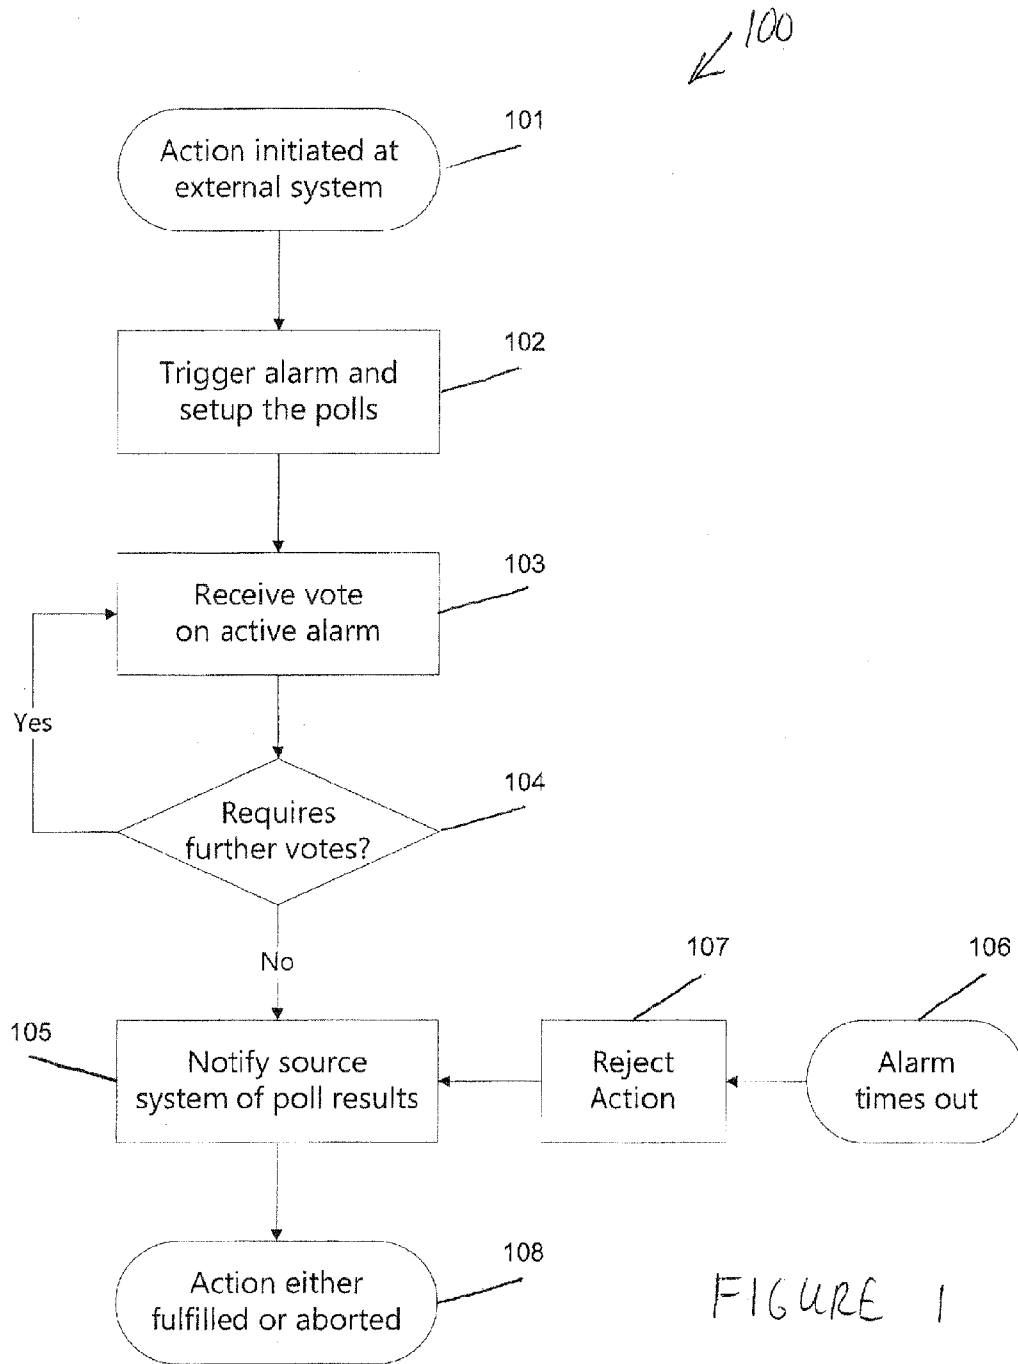 100
101
Action initiated at
external system
102
Trigger alarm and
setup the polls
103
Receive vote
on active alarm
Yes
104
Requires
further votes?
No
107
106
105
Notify source
system of poll results
Reject
Action
Alarm
times out
108
Action either
fulfilled or aborted
FIGURE 1